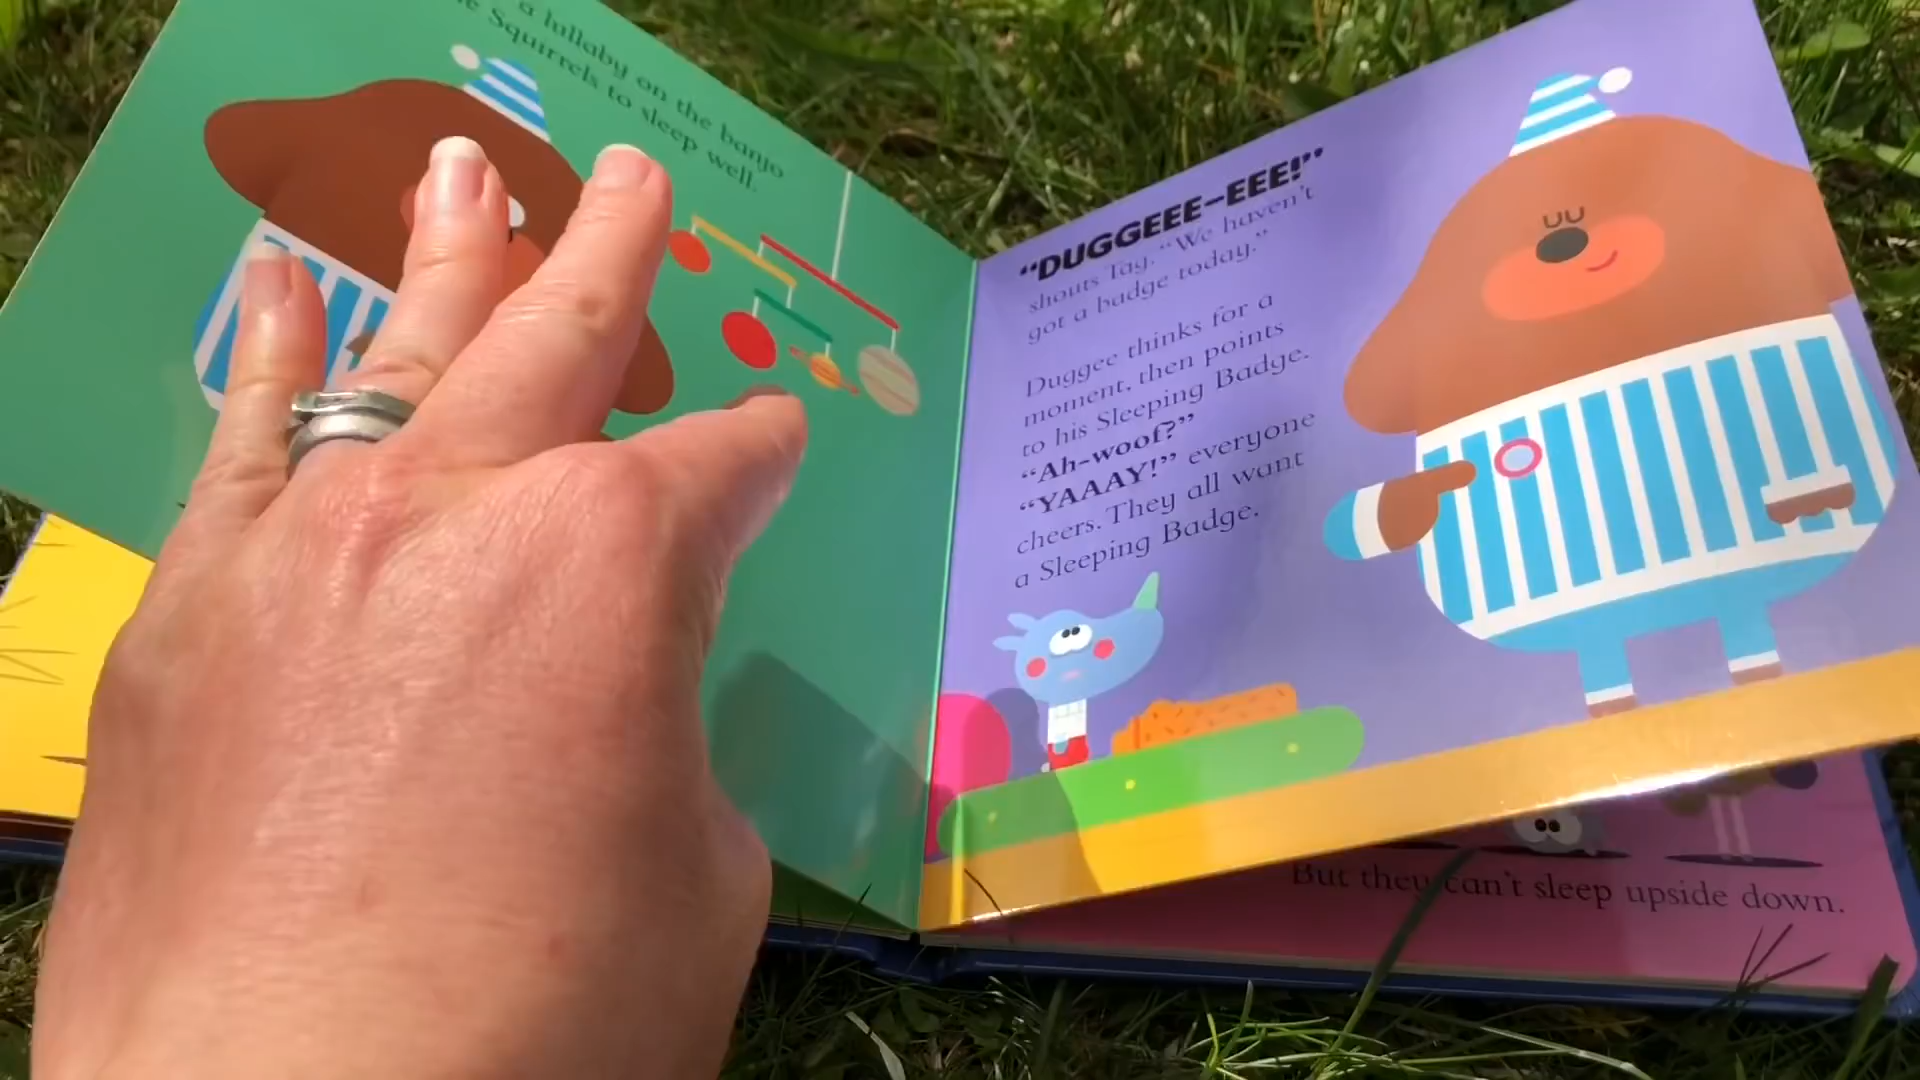 a lullaby on the banjo
Squirrels to sleep well.
“DUGGEEE-EEE!”
shouts Tag. “We haven't
got a badge today.”
Duggee thinks for a
moment, then points
to his Sleeping Badge.
“Ah-woof?”
“YAAAY!” everyone
cheers. They all want
a Sleeping Badge.
But they can't sleep upside down.